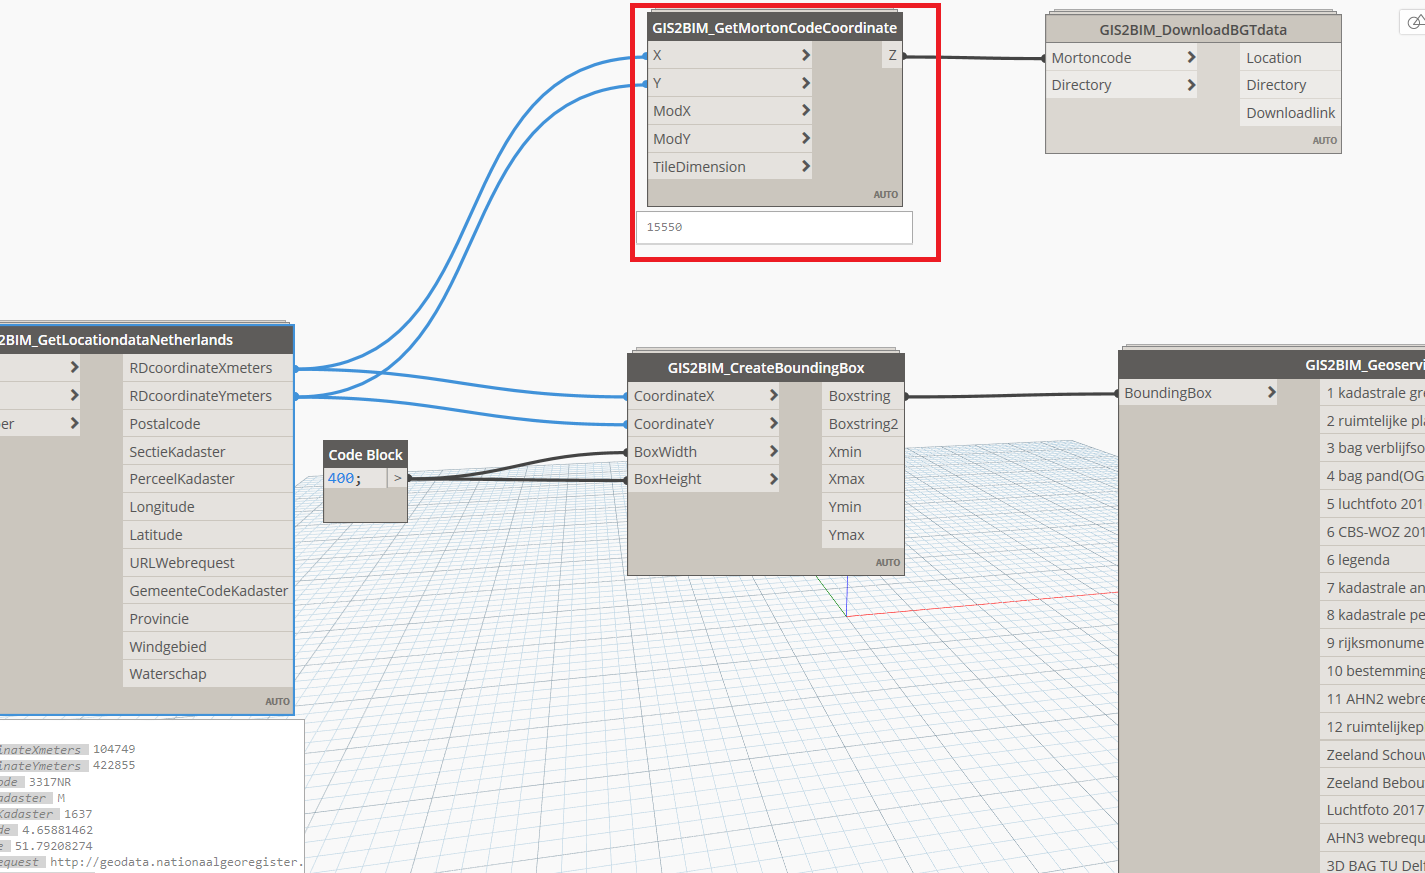 GIS2BIM_GetMortonCodeCoordinate
X
Z
Y
ModX
ModY
TileDimension
AUTO
15550
GIS2BIM_DownloadBGTdata
Mortoncode
Location
Directory
Directory
Downloadlink
AUTO
2BIM_GetLocationdataNetherlands
RDcoordinateXmeters
RDcoordinateYmeters
er
Postalcode
SectieKadaster
PerceelKadaster
Longitude
Latitude
URLWebrequest
GemeenteCodeKadaster
Provincie
Windgebied
Waterschap
AUTO
inateXmeters 104749
inateYmeters 422855
ode 3317NR
adaster M
Kadaster 1637
de 4.65881462
e 51.79208274
equest http://geodata.nationaalgeoregister.
Code Block
400; >
GIS2BIM_CreateBoundingBox
CoordinateX
Boxstring
CoordinateY
Boxstring2
BoxWidth
Xmin
BoxHeight
Xmax
Ymin
Ymax
AUTO
GIS2BIM_Geoservi
BoundingBox
1 kadastrale gre
2 ruimtelijke pla
3 bag verblijfso
4 bag pand(OG
5 luchtfoto 201
6 CBS-WOZ 201
6 legenda
7 kadastrale an
8 kadastrale pe
9 rijksmonume
10 bestemming
11 AHN2 webre
12 ruimtelijkep
Zeeland Schouw
Zeeland Bebou
Luchtfoto 2017
AHN3 webrequ
3D BAG TU Delf